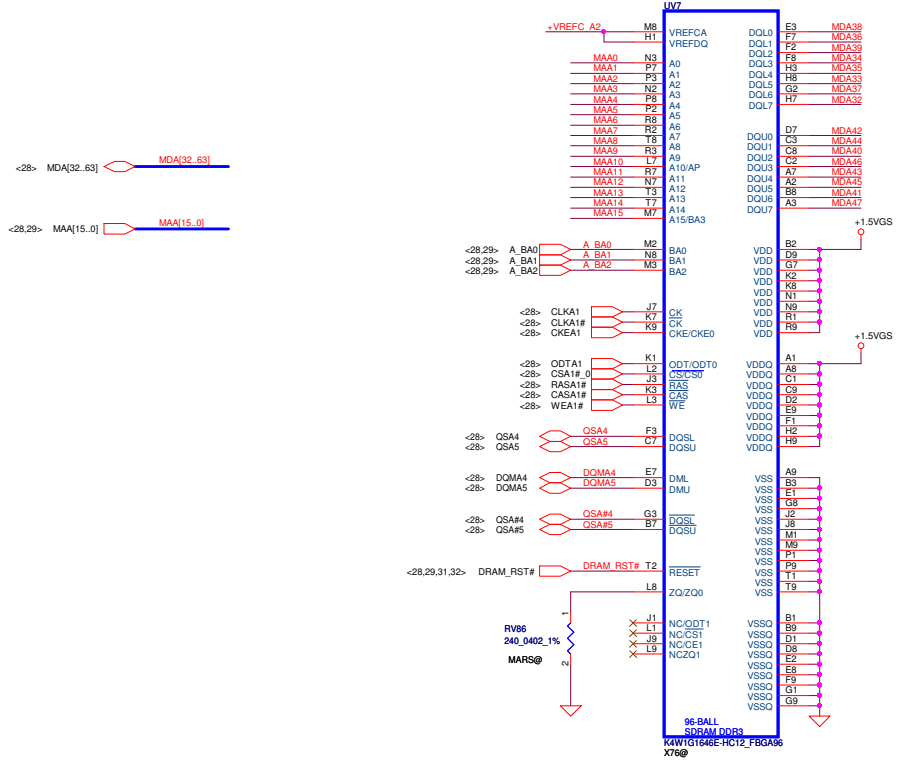 UV7
+VREFC_A2
M8 VREFCA
H1 VREFDQ
MAA0 N3 A0
MAA1 P7 A1
MAA2 P3 A2
MAA3 N2 A3
MAA4 P8 A4
MAA5 P2 A5
MAA6 R8 A6
MAA7 R2 A7
MAA8 T8 A8
MAA9 R3 A9
MAA10 L7 A10/AP
MAA11 R7 A11
MAA12 N7 A12
MAA13 T3 A13
MAA14 T7 A14
MAA15 M7 A15/BA3
DQL0 E3 MDA38
DQL1 F7 MDA36
DQL2 F2 MDA39
DQL3 F8 MDA34
DQL4 H3 MDA35
DQL5 H8 MDA33
DQL6 G2 MDA37
DQL7 H7 MDA32
DQU0 D7 MDA42
DQU1 C3 MDA44
DQU2 C8 MDA40
DQU3 C2 MDA46
DQU4 A7 MDA43
DQU5 A2 MDA45
DQU6 B8 MDA41
DQU7 A3 MDA47
<28> MDA[32..63] MDA[32..63]
<28,29> MAA[15..0] MAA[15..0]
<28,29> A_BA0 A_BA0 M2 BA0
<28,29> A_BA1 A_BA1 N8 BA1
<28,29> A_BA2 A_BA2 M3 BA2
<28> CLKA1 J7 CK
<28> CLKA1# K7 CK
<28> CKEA1 K9 CKE/CKE0
<28> ODTA1 K1 ODT/ODT0
<28> CSA1#_0 L2 CS/CS0
<28> RASA1# J3 RAS
<28> CASA1# K3 CAS
<28> WEA1# L3 WE
<28> QSA4 QSA4 F3 DQSL
<28> QSA5 QSA5 C7 DQSU
<28> DQMA4 DQMA4 E7 DML
<28> DQMA5 DQMA5 D3 DMU
<28> QSA#4 QSA#4 G3 DQSL
<28> QSA#5 QSA#5 B7 DQSU
<28,29,31,32> DRAM_RST# DRAM_RST# T2 RESET
L8 ZQ/ZQ0
J1 NC/ODT1
L1 NC/CS1
J9 NC/CE1
L9 NCZQ1
1
RV86
240_0402_1%
MARS@
2
+1.5VGS
VDD B2
VDD D9
VDD G7
VDD K2
VDD K8
VDD N1
VDD N9
VDD R1
VDD R9
+1.5VGS
VDDQ A1
VDDQ A8
VDDQ C1
VDDQ C9
VDDQ D2
VDDQ E9
VDDQ F1
VDDQ H2
VDDQ H9
VSS A9
VSS B3
VSS E1
VSS G8
VSS J2
VSS J8
VSS M1
VSS M9
VSS P1
VSS P9
VSS T1
VSS T9
VSSQ B1
VSSQ B9
VSSQ D1
VSSQ D8
VSSQ E2
VSSQ E8
VSSQ F9
VSSQ G1
VSSQ G9
96-BALL
SDRAM DDR3
K4W1G1646E-HC12_FBGA96
X76@